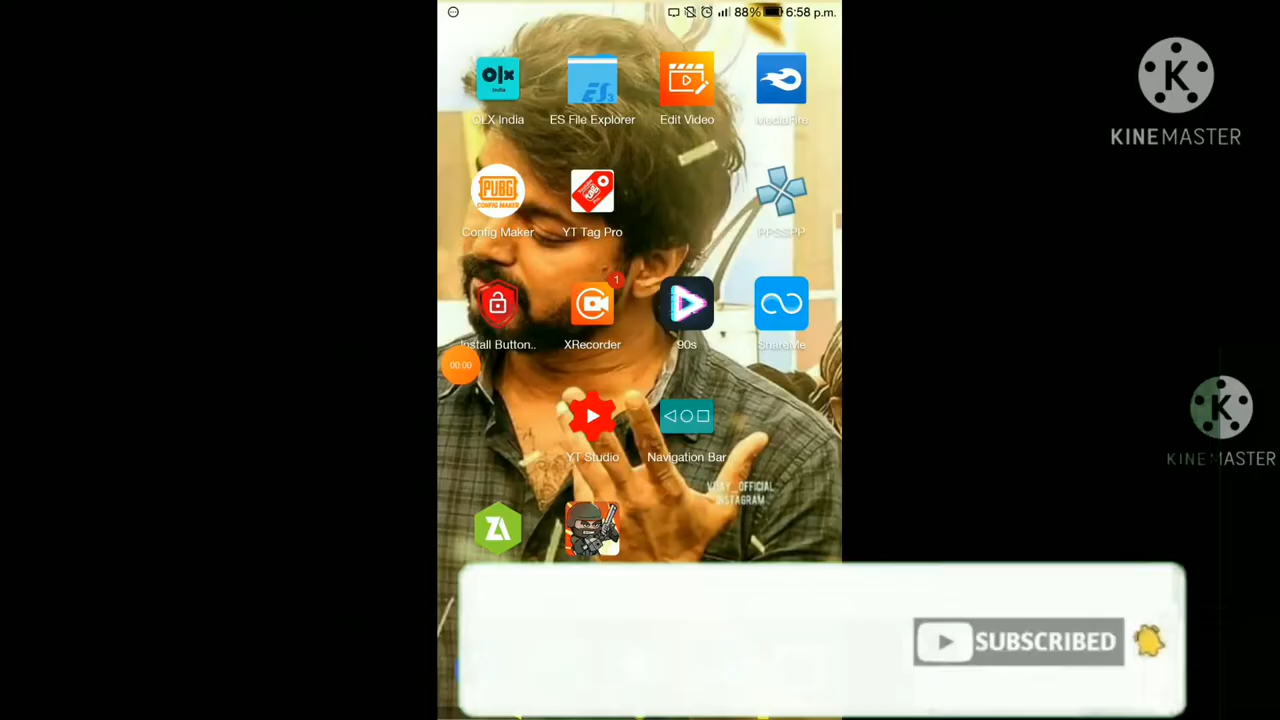 88% 6:58 p.m.
KINEMASTER
OLX India
ES File Explorer
Edit Video
MediaFire
Config Maker
YT Tag Pro
PPSSPP
Install Button..
XRecorder
90s
ShareMe
00:00
YT Studio
Navigation Bar
VIJAY_OFFICIAL
INSTAGRAM
KINEMASTER
SUBSCRIBED